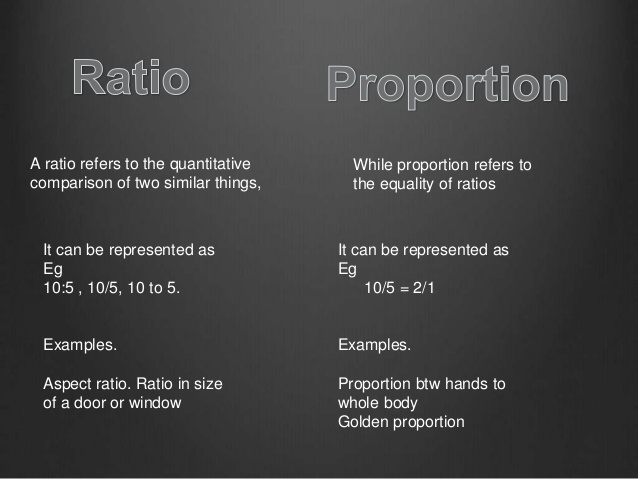 Ratio
Proportion
A ratio refers to the quantitative
comparison of two similar things,
While proportion refers to
the equality of ratios
It can be represented as
Eg
10:5 , 10/5, 10 to 5.
It can be represented as
Eg
10/5 = 2/1
Examples.
Aspect ratio. Ratio in size
of a door or window
Examples.
Proportion btw hands to
whole body
Golden proportion